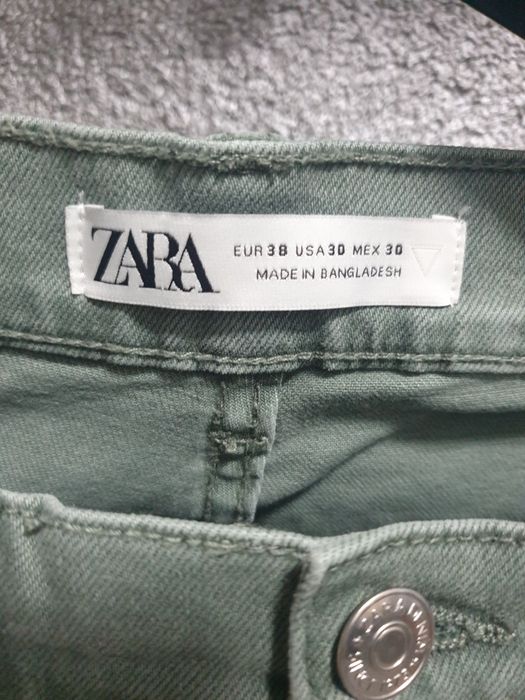 ZARA
EUR 38 USA 30 MEX 30
MADE IN BANGLADESH